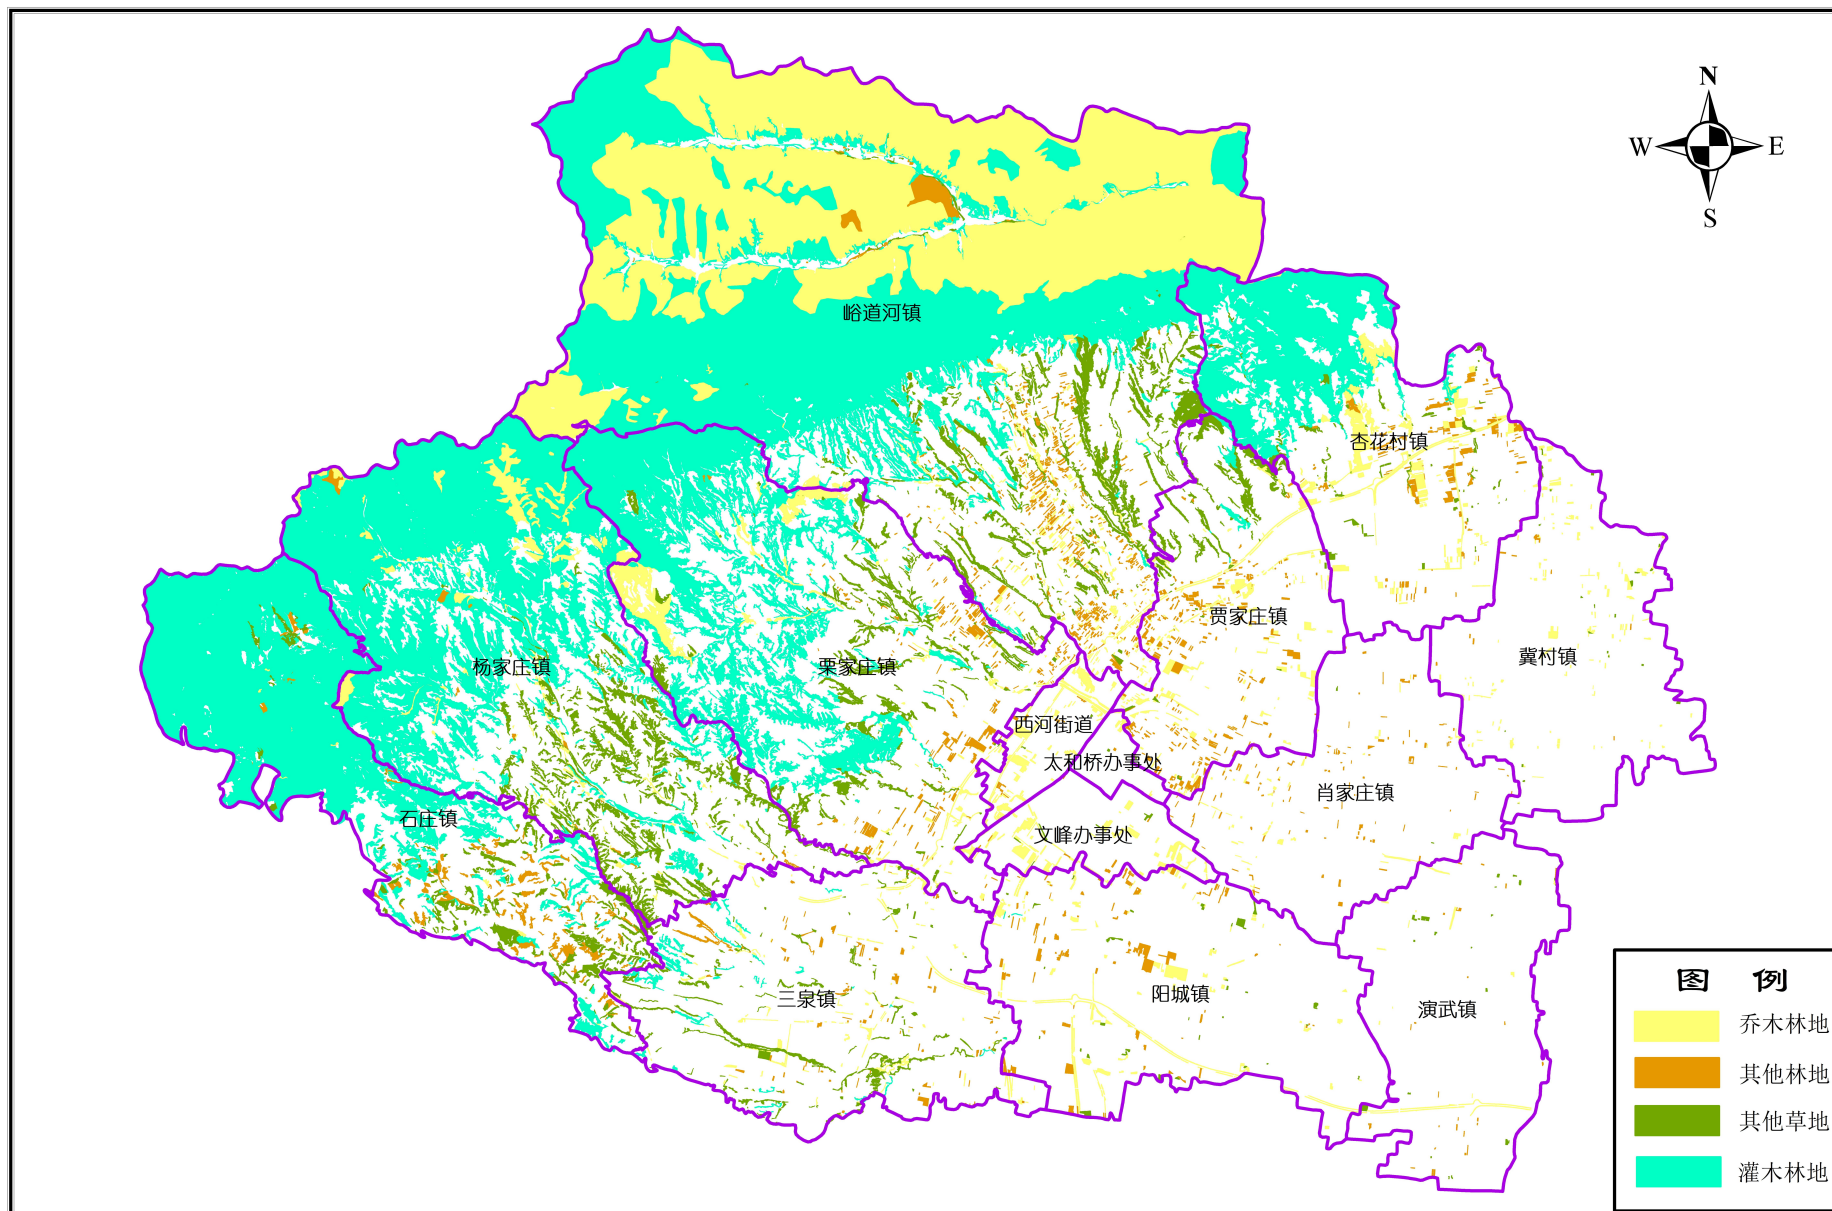 N
W
E
S
峪道河镇
杏花村镇
贾家庄镇
冀村镇
杨家庄镇
栗家庄镇
西河街道
太和桥办事处
肖家庄镇
石庄镇
文峰办事处
三泉镇
阳城镇
演武镇
图 例
乔木林地
其他林地
其他草地
灌木林地